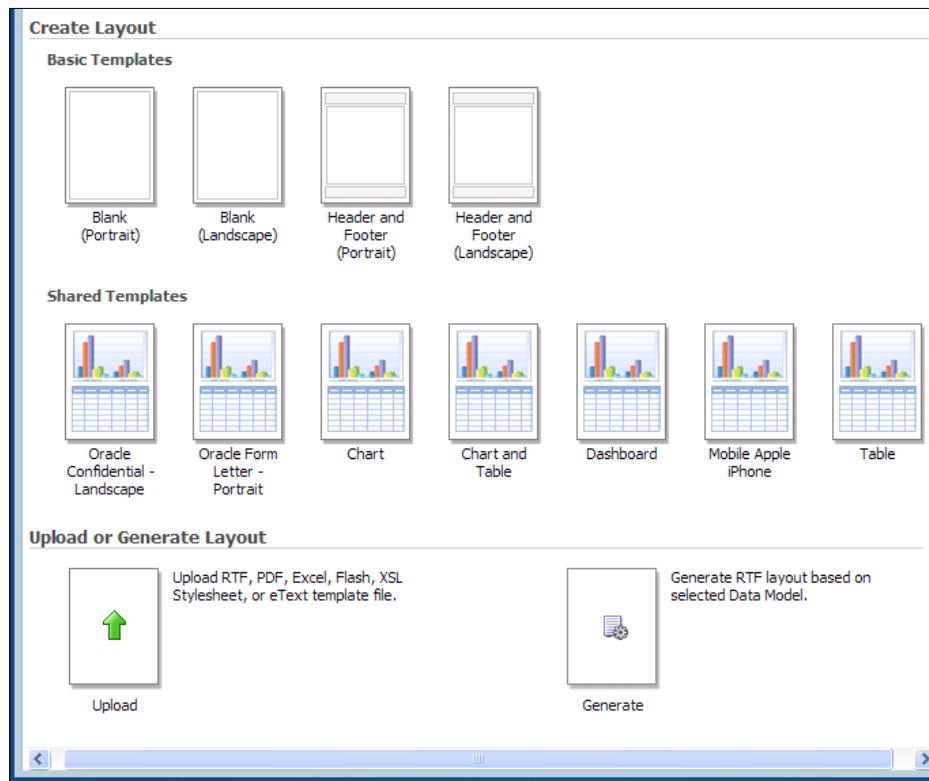 Create Layout
Basic Templates
Blank
(Portrait)
Blank
(Landscape)
Header and
Footer
(Portrait)
Header and
Footer
(Landscape)
Shared Templates
Oracle
Confidential -
Landscape
Oracle Form
Letter -
Portrait
Chart
Chart and
Table
Dashboard
Mobile Apple
iPhone
Table
Upload or Generate Layout
Upload RTF, PDF, Excel, Flash, XSL
Stylesheet, or eText template file.
Upload
Generate RTF layout based on
selected Data Model.
Generate